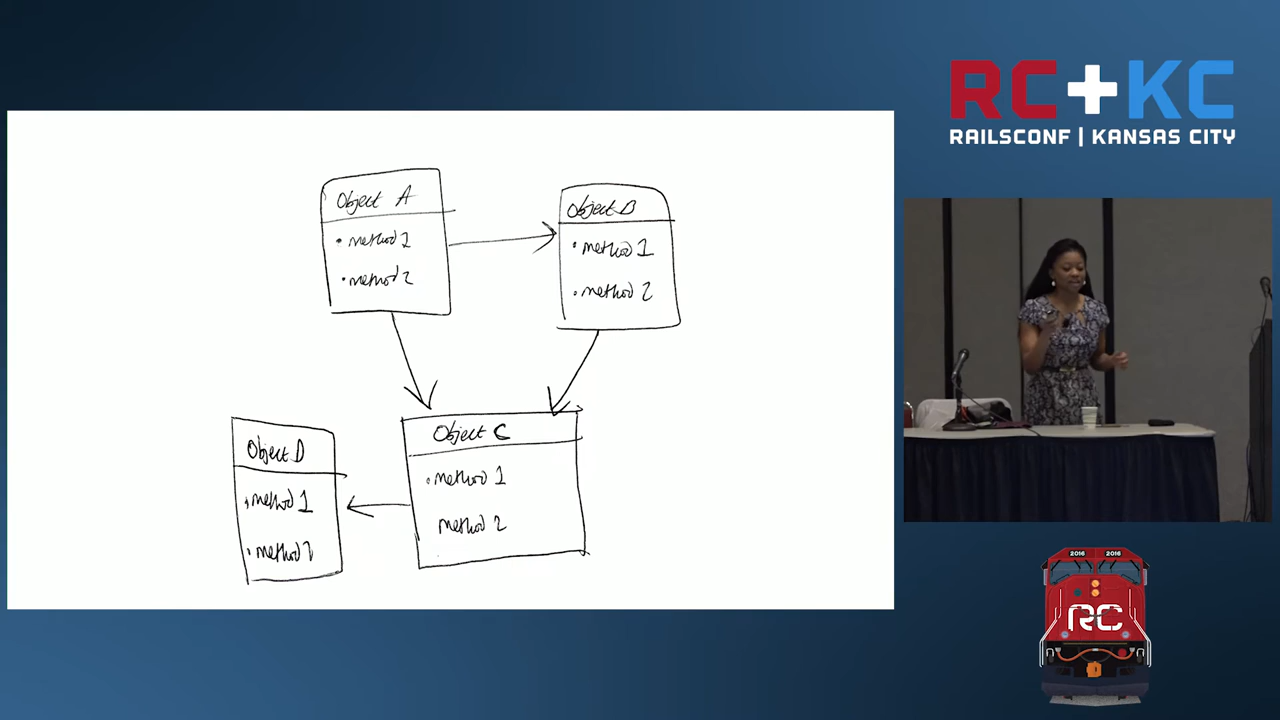 RC+KC
RAILSCONF | KANSAS CITY
Object A
• method 1
• method 2
Object B
• method 1
• method 2
Object C
• method 1
method 2
Object D
• method 1
• method 2
2016 2016
RC